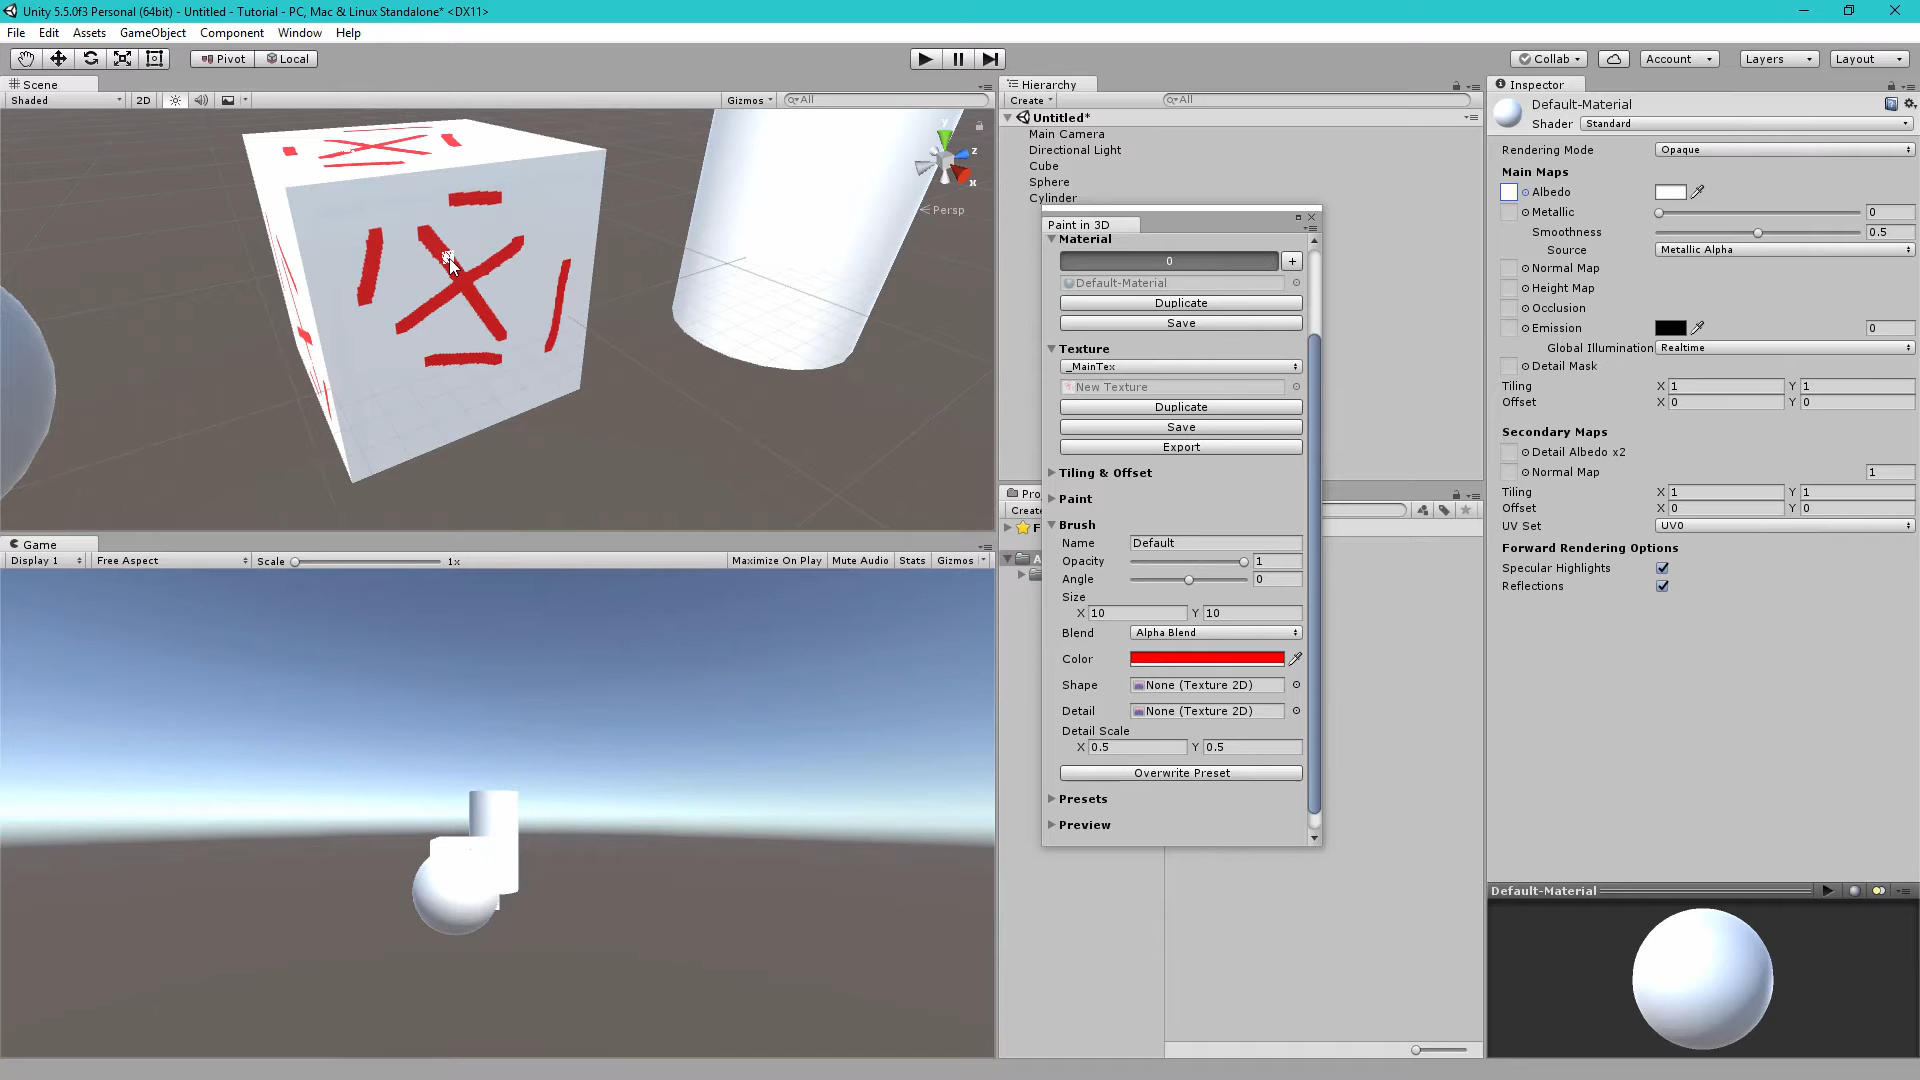 Unity 5.5.0f3 Personal (64bit) - Untitled - Tutorial - PC, Mac & Linux Standalone* <DX11>
File Edit Assets GameObject Component Window Help
Pivot Local
Collab Account Layers Layout
Scene
Shaded 2D Gizmos All
y
z
x
Persp
Game
Display 1 Free Aspect Scale 1x Maximize On Play Mute Audio Stats Gizmos
Hierarchy
Create All
Untitled*
Main Camera
Directional Light
Cube
Sphere
Cylinder
Pro
Create
F
A
Paint in 3D
Material
0 +
Default-Material
Duplicate
Save
Texture
_MainTex
New Texture
Duplicate
Save
Export
Tiling & Offset
Paint
Brush
Name Default
Opacity 1
Angle 0
Size
X 10 Y 10
Blend Alpha Blend
Color
Shape None (Texture 2D)
Detail None (Texture 2D)
Detail Scale
X 0.5 Y 0.5
Overwrite Preset
Presets
Preview
Inspector
Default-Material
Shader Standard
Rendering Mode Opaque
Main Maps
Albedo
Metallic 0
Smoothness 0.5
Source Metallic Alpha
Normal Map
Height Map
Occlusion
Emission 0
Global Illumination Realtime
Detail Mask
Tiling X 1 Y 1
Offset X 0 Y 0
Secondary Maps
Detail Albedo x2
Normal Map 1
Tiling X 1 Y 1
Offset X 0 Y 0
UV Set UV0
Forward Rendering Options
Specular Highlights
Reflections
Default-Material